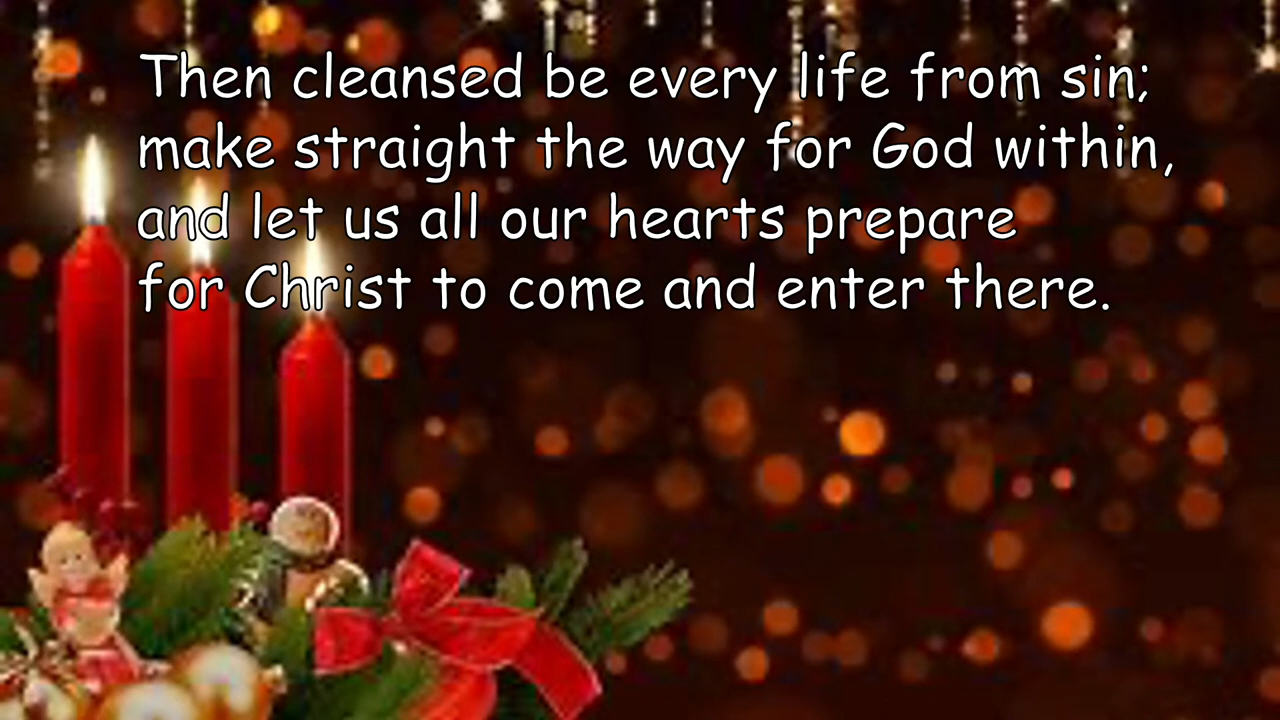 Then cleansed be every life from sin;
make straight the way for God within,
and let us all our hearts prepare
for Christ to come and enter there.